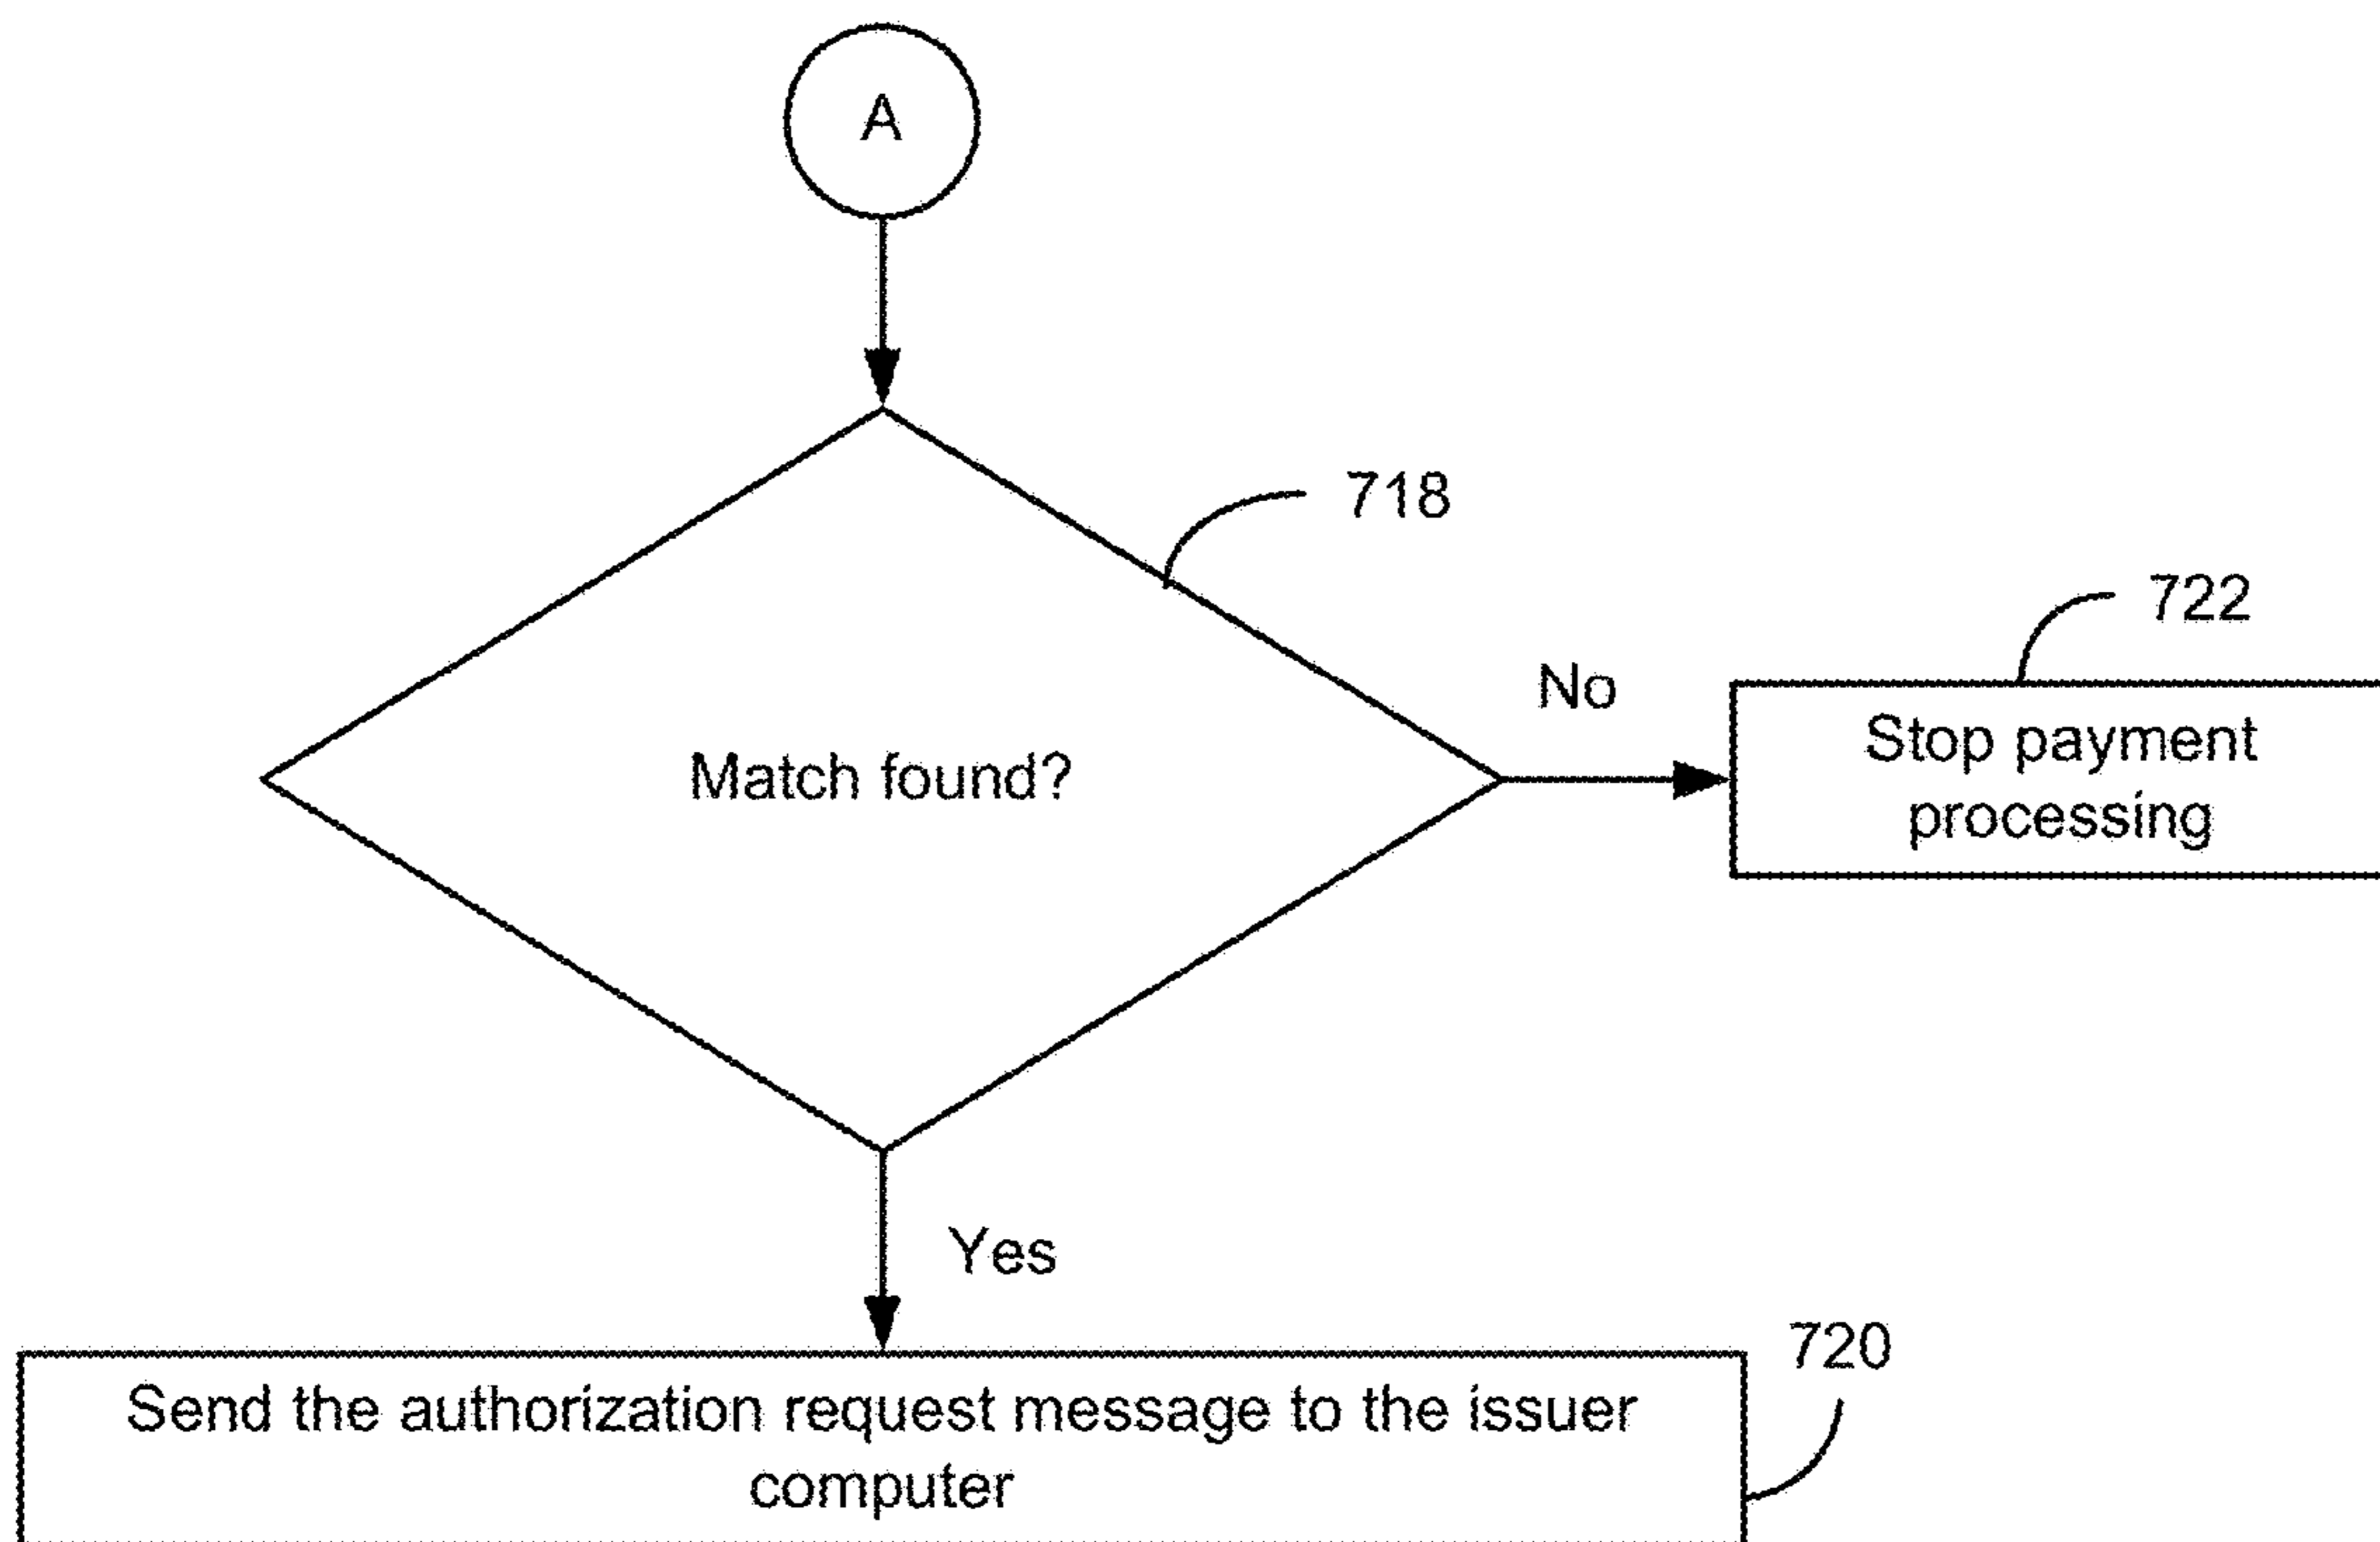 A
718
722
No
Stop payment
processing
Match found?
Yes
720
Send the authorization request message to the issuer
computer